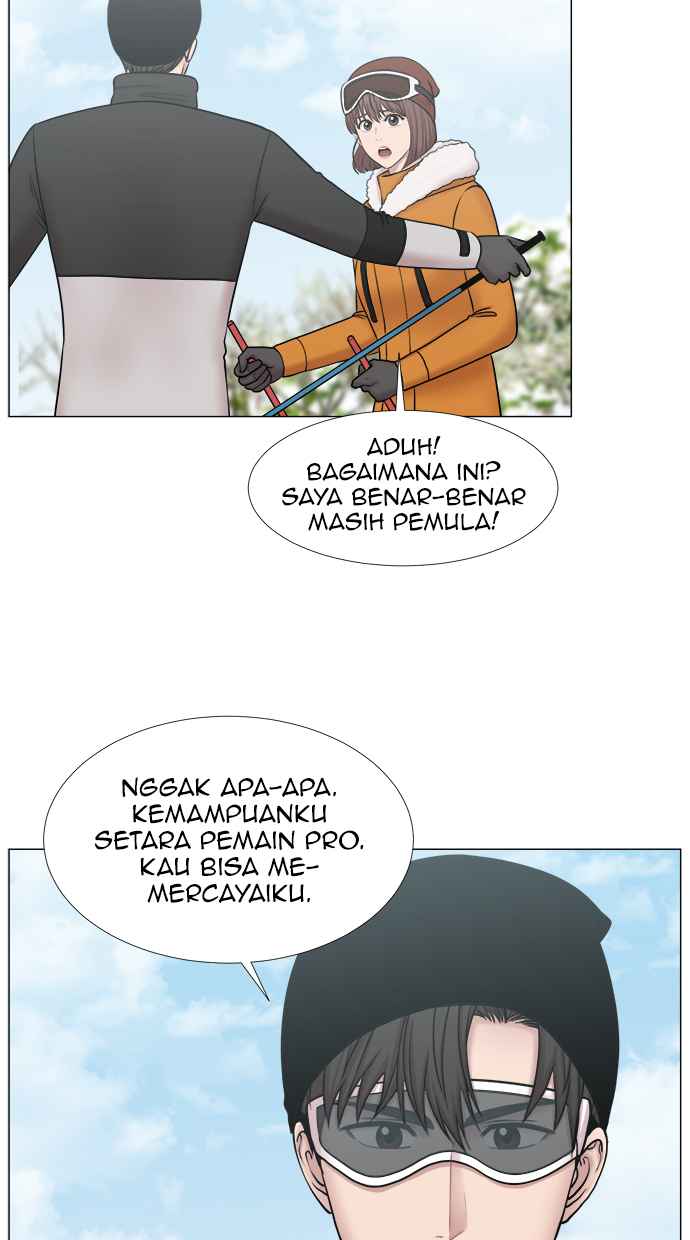 ADUH!
BAGAIMANA INI?
SAYA BENAR-BENAR
MASIH PEMULA!
NGGAK APA-APA.
KEMAMPUANKU
SETARA PEMAIN PRO.
KAU BISA ME-
MERCAYAIKU.